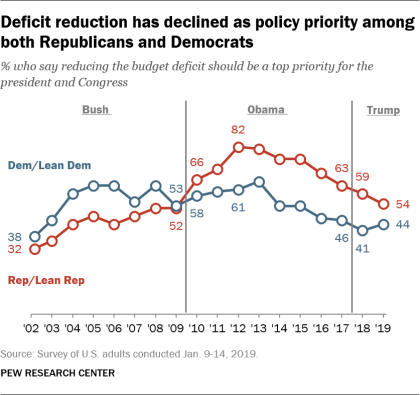 Deficit reduction has declined as policy priority among
both Republicans and Democrats
% who say reducing the budget deficit should be a top priority for the
president and Congress
Bush Obama Trump
82
Dem/Lean Dem
66 63 59
53 54
38 58 61 46 44
32 52 41
Rep/Lean Rep
'02 '03 '04 '05 '06 '07 '08 '09 '10 '11 '12 '13 '14 '15 '16 '17 '18 '19
Source: Survey of U.S. adults conducted Jan. 9-14, 2019.
PEW RESEARCH CENTER